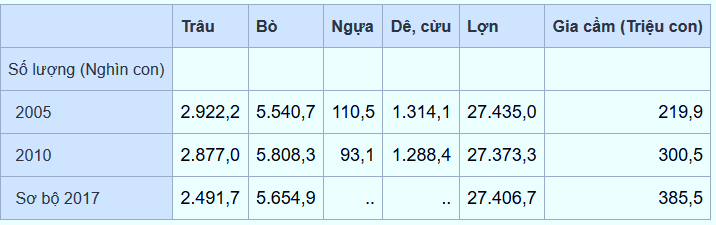 Trâu Bò Ngựa Dê, cừu Lợn Gia cầm (Triệu con)
Số lượng (Nghìn con)
2005 2.922,2 5.540,7 110,5 1.314,1 27.435,0 219,9
2010 2.877,0 5.808,3 93,1 1.288,4 27.373,3 300,5
Sơ bộ 2017 2.491,7 5.654,9 .. .. 27.406,7 385,5